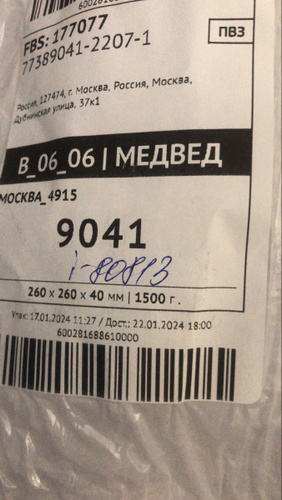 600281688610000
FBS: 177077
ПВЗ
77389041-2207-1
Россия, 127474, г. Москва, Россия, Москва,
Дубнинская улица, 37к1
B_06_06 | МЕДВЕД
МОСКВА_4915
9041
i-80813
260 x 260 x 40 мм | 1500 г.
Упак: 17.01.2024 11:27 / Дост.: 22.01.2024 18:00
600281688610000